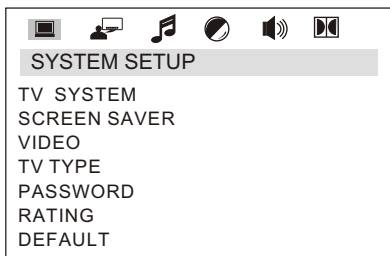 SYSTEM SETUP
TV SYSTEM
SCREEN SAVER
VIDEO
TV TYPE
PASSWORD
RATING
DEFAULT